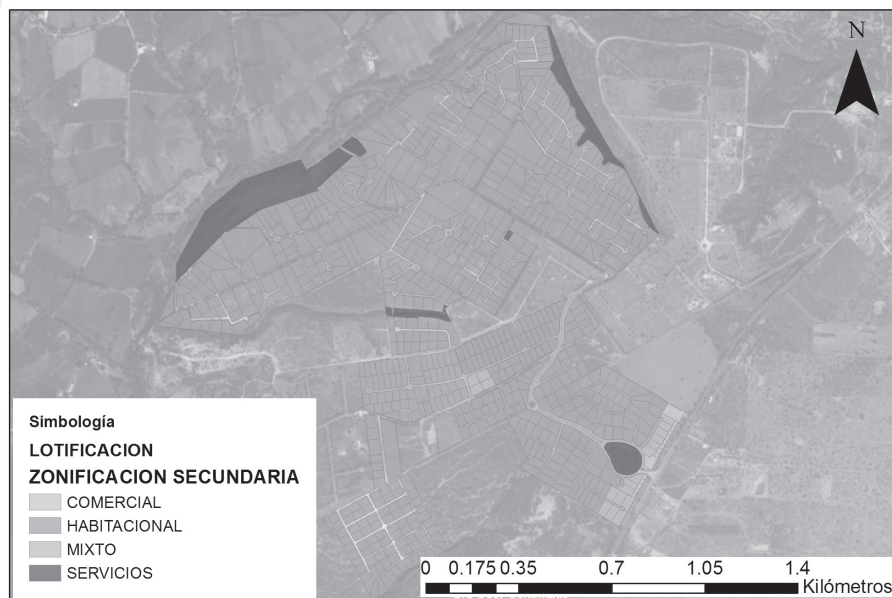 N
Simbología
LOTIFICACION
ZONIFICACION SECUNDARIA
COMERCIAL
HABITACIONAL
MIXTO
SERVICIOS
0 0.175 0.35 0.7 1.05 1.4
Kilómetros